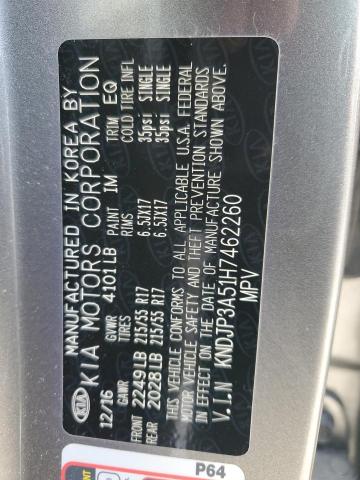 MANUFACTURED IN KOREA BY
KIA MOTORS CORPORATION
KIA
12/16 GVWR 4101LB PAINT IM TRIM EQ
GAWR TIRES RIMS COLD TIRE INFL
FRONT 2249LB 215/55 R17 6.5JX17 35psi SINGLE
REAR 2028LB 215/55 R17 6.5JX17 35psi SINGLE
THIS VEHICLE CONFORMS TO ALL APPLICABLE U.S.A. FEDERAL
MOTOR VEHICLE SAFETY AND THEFT PREVENTION STANDARDS
IN EFFECT ON THE DATE OF MANUFACTURE SHOWN ABOVE.
V.I.N KNDJP3A51H7462260
MPV
P64